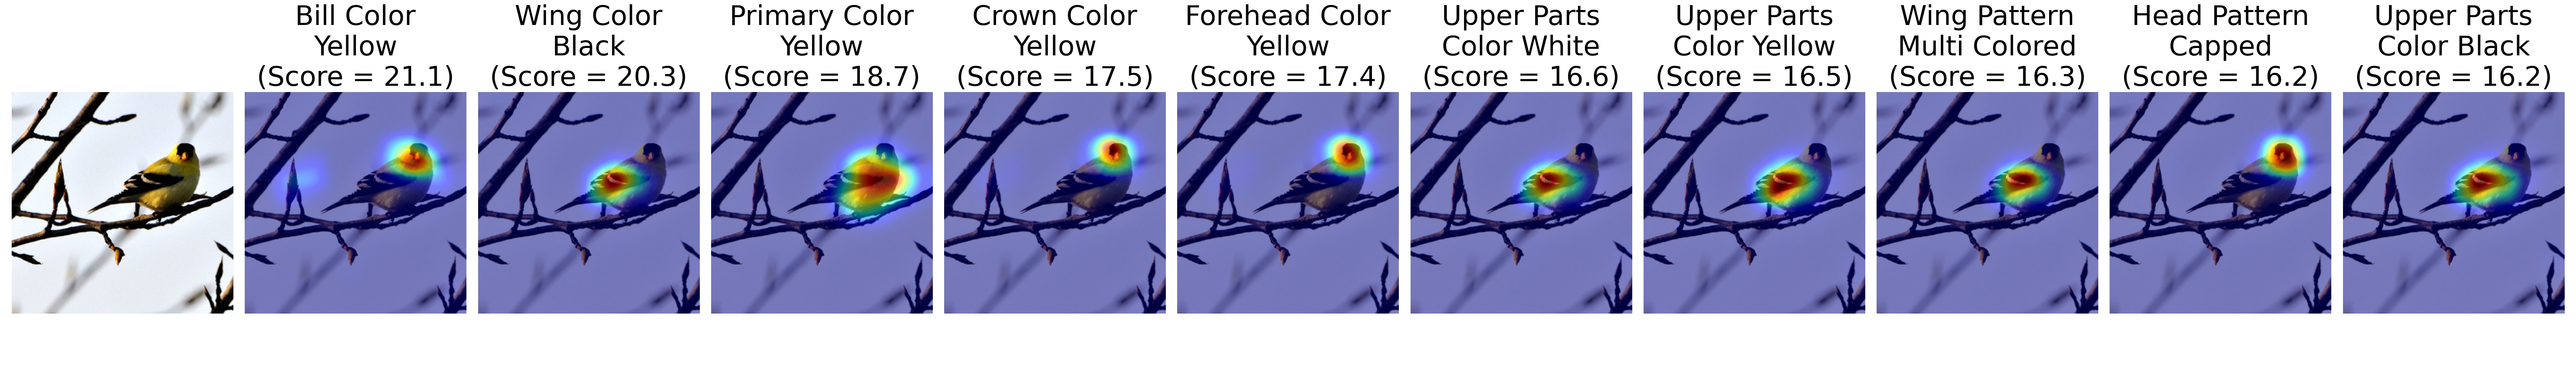 Bill Color
Yellow
(Score = 21.1)
Wing Color
Black
(Score = 20.3)
Primary Color
Yellow
(Score = 18.7)
Crown Color
Yellow
(Score = 17.5)
Forehead Color
Yellow
(Score = 17.4)
Upper Parts
Color White
(Score = 16.6)
Upper Parts
Color Yellow
(Score = 16.5)
Wing Pattern
Multi Colored
(Score = 16.3)
Head Pattern
Capped
(Score = 16.2)
Upper Parts
Color Black
(Score = 16.2)